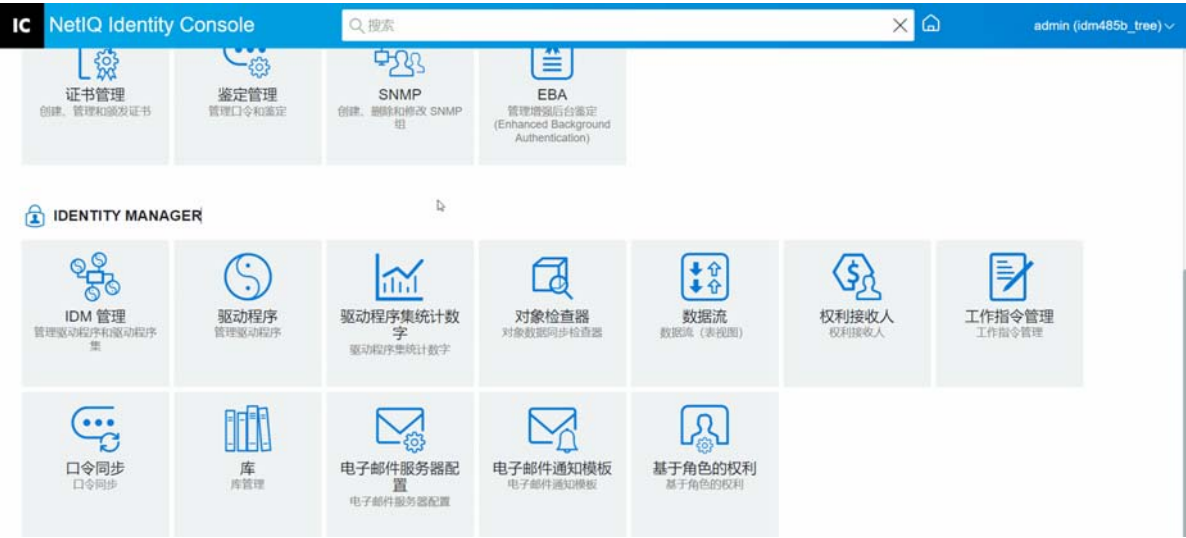 IC NetIQ Identity Console 搜索 admin (idm485b_tree)
证书管理 鉴定管理 SNMP EBA
创建、管理和颁发证书 管理口令和鉴定 创建、删除和修改 SNMP 管理增强后台鉴定
组 (Enhanced Background
Authentication)
IDENTITY MANAGER
IDM 管理 驱动程序 驱动程序集统计数 对象检查器 数据流 权利接收人 工作指令管理
管理驱动程序和驱动程序 管理驱动程序 字 对象数据同步检查器 数据流（表视图） 权利接收人 工作指令管理
集 驱动程序集统计数字
口令同步 库 电子邮件服务器配 电子邮件通知模板 基于角色的权利
口令同步 库管理 置 电子邮件通知模板 基于角色的权利
电子邮件服务器配置